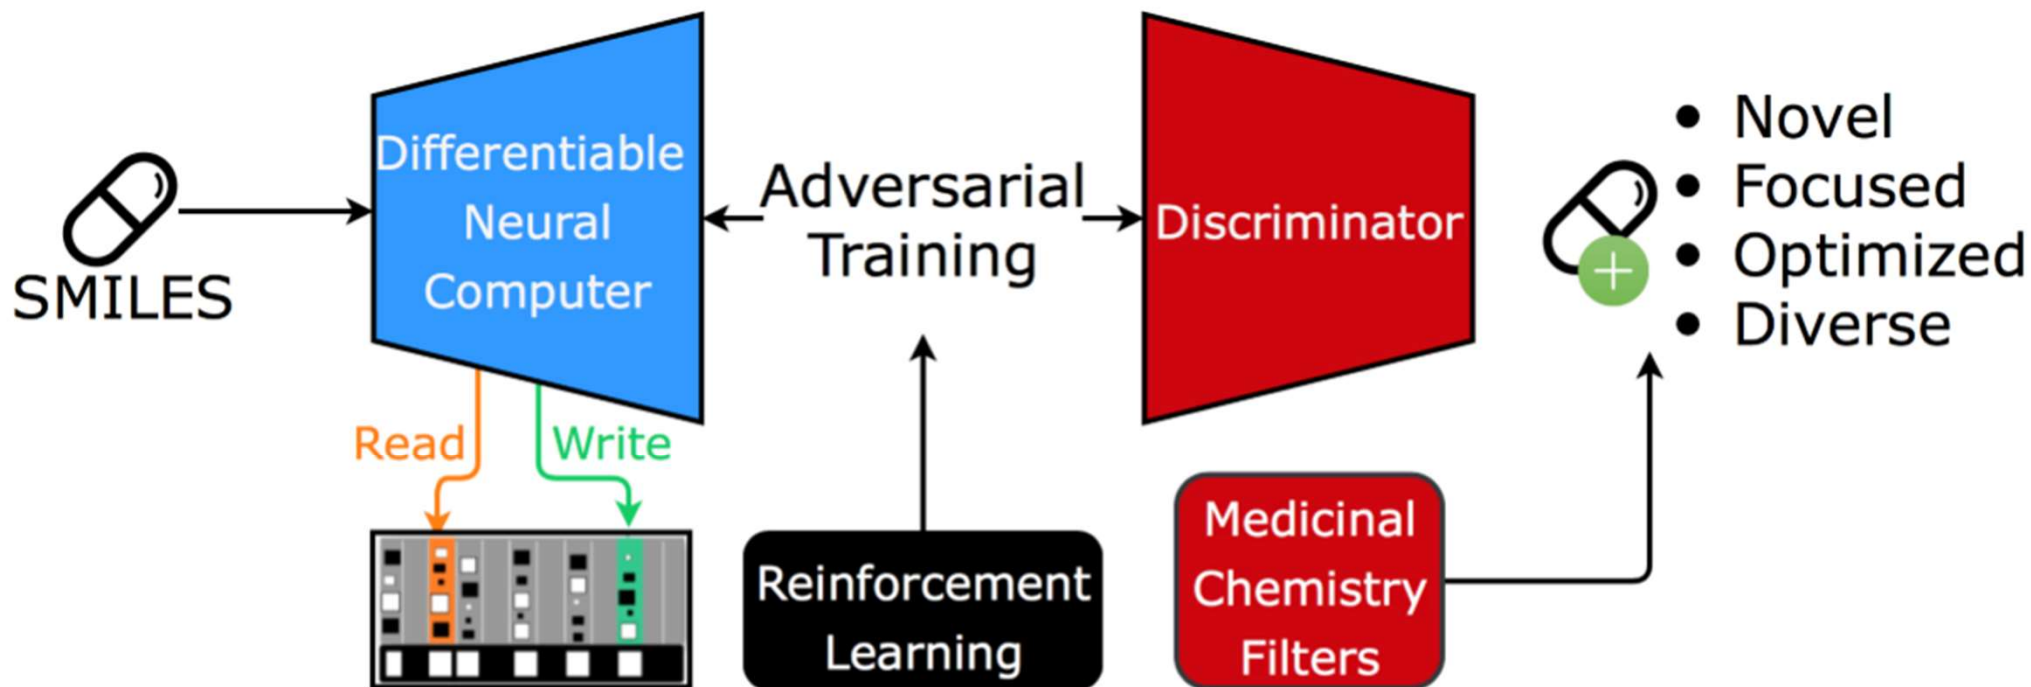 SMILES
Differentiable
Neural
Computer
Read
Write
Adversarial
Training
Reinforcement
Learning
Discriminator
Medicinal
Chemistry
Filters
• Novel
• Focused
• Optimized
• Diverse